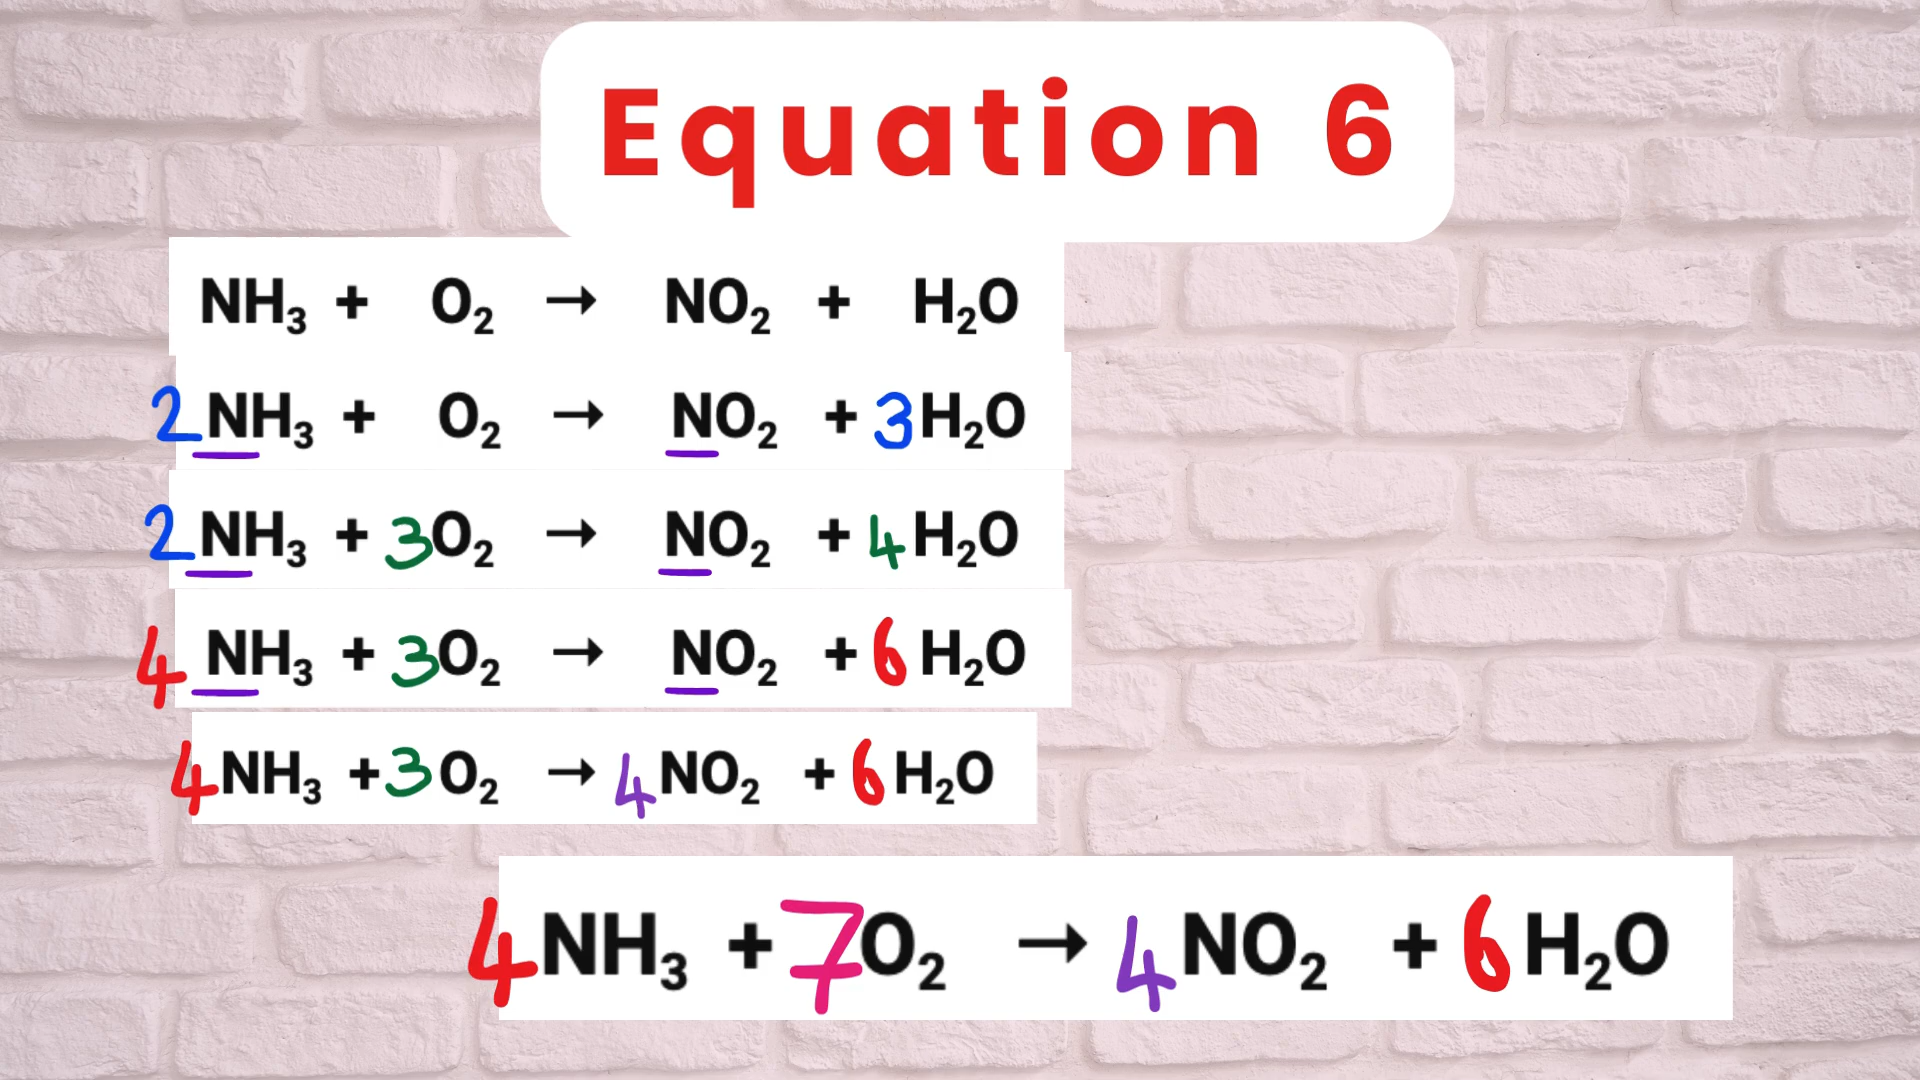 Equation 6
NH₃ + O₂ → NO₂ + H₂O
2NH₃ + O₂ → NO₂ + 3H₂O
2NH₃ + 3O₂ → NO₂ + 4H₂O
4NH₃ + 3O₂ → NO₂ + 6H₂O
4NH₃ + 3O₂ → 4NO₂ + 6H₂O
4NH₃ + 7O₂ → 4NO₂ + 6H₂O